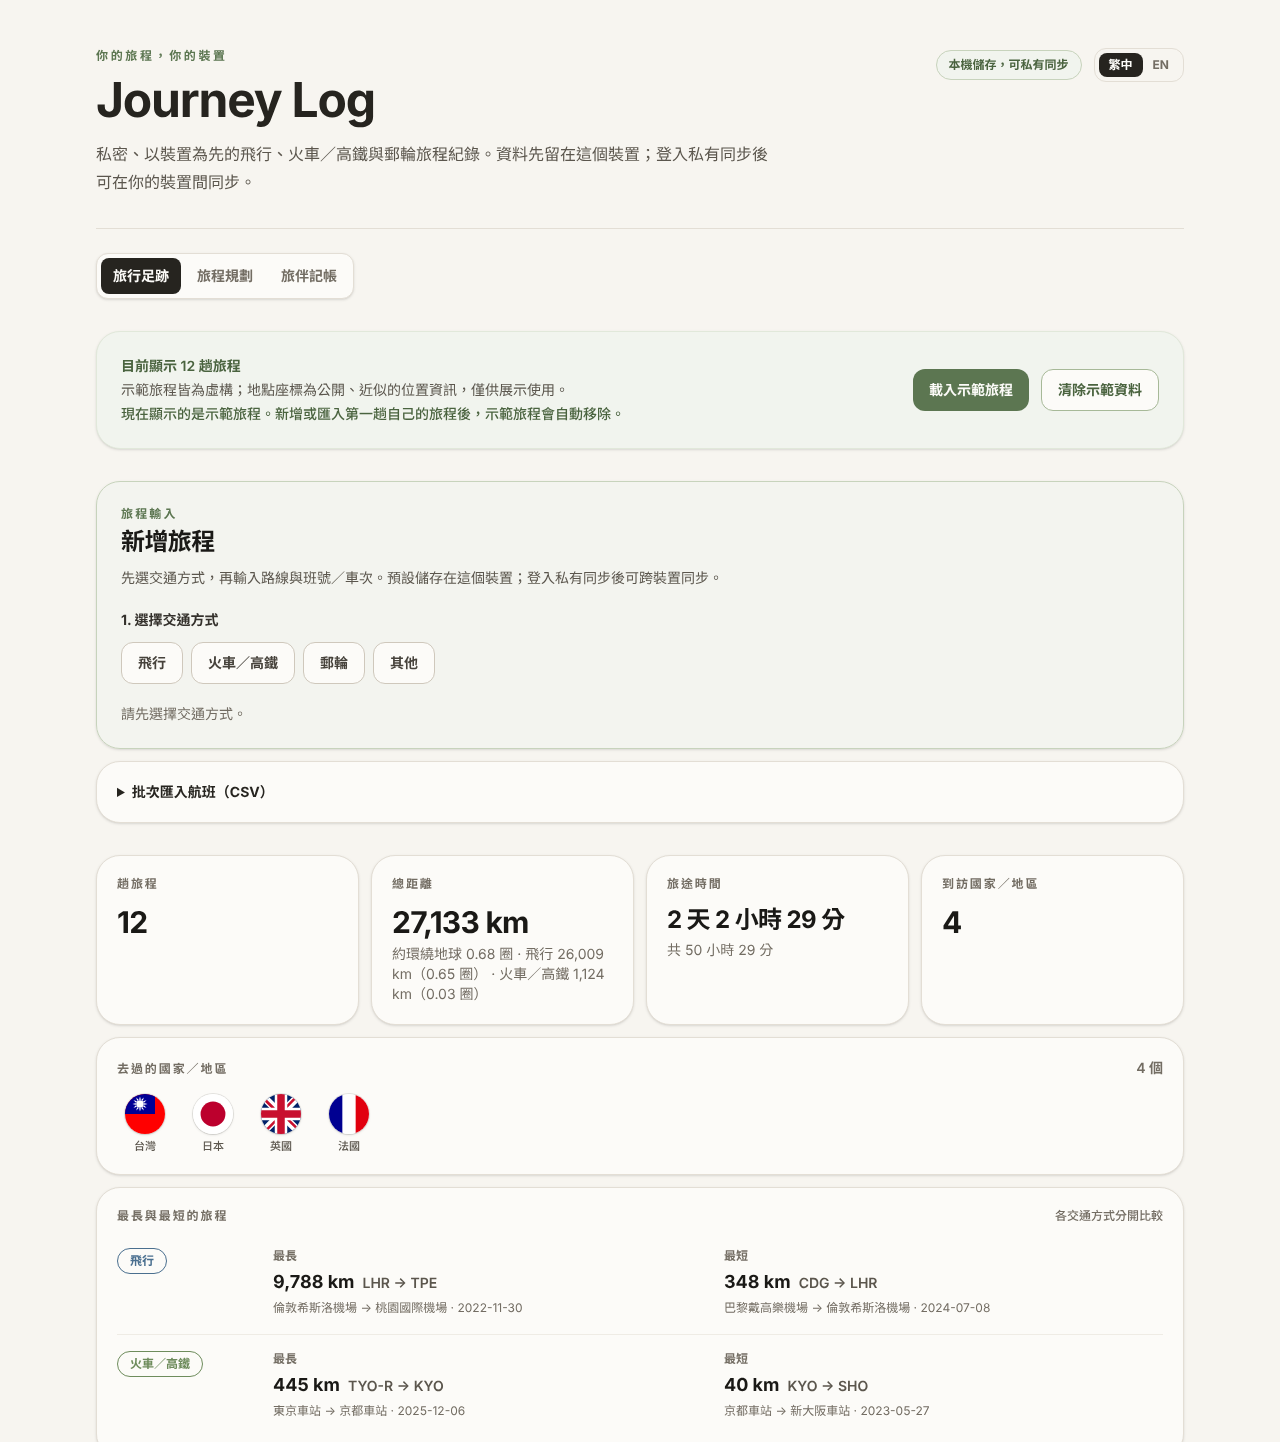 你的旅程，你的裝置
Journey Log
本機儲存，可私有同步
繁中
EN
私密、以裝置為先的飛行、火車／高鐵與郵輪旅程紀錄。資料先留在這個裝置；登入私有同步後
可在你的裝置間同步。
旅行足跡
旅程規劃
旅伴記帳
目前顯示 12 趟旅程
示範旅程皆為虛構；地點座標為公開、近似的位置資訊，僅供展示使用。
現在顯示的是示範旅程。新增或匯入第一趟自己的旅程後，示範旅程會自動移除。
載入示範旅程
清除示範資料
旅程輸入
新增旅程
先選交通方式，再輸入路線與班號／車次。預設儲存在這個裝置；登入私有同步後可跨裝置同步。
1. 選擇交通方式
飛行
火車／高鐵
郵輪
其他
請先選擇交通方式。
▶ 批次匯入航班（CSV）
趟旅程
12
總距離
27,133 km
約環繞地球 0.68 圈 · 飛行 26,009
km（0.65 圈） · 火車／高鐵 1,124
km（0.03 圈）
旅途時間
2 天 2 小時 29 分
共 50 小時 29 分
到訪國家／地區
4
去過的國家／地區
4 個
台灣
日本
英國
法國
最長與最短的旅程
各交通方式分開比較
飛行
最長
9,788 km LHR → TPE
倫敦希斯洛機場 → 桃園國際機場 · 2022-11-30
最短
348 km CDG → LHR
巴黎戴高樂機場 → 倫敦希斯洛機場 · 2024-07-08
火車／高鐵
最長
445 km TYO-R → KYO
東京車站 → 京都車站 · 2025-12-06
最短
40 km KYO → SHO
京都車站 → 新大阪車站 · 2023-05-27